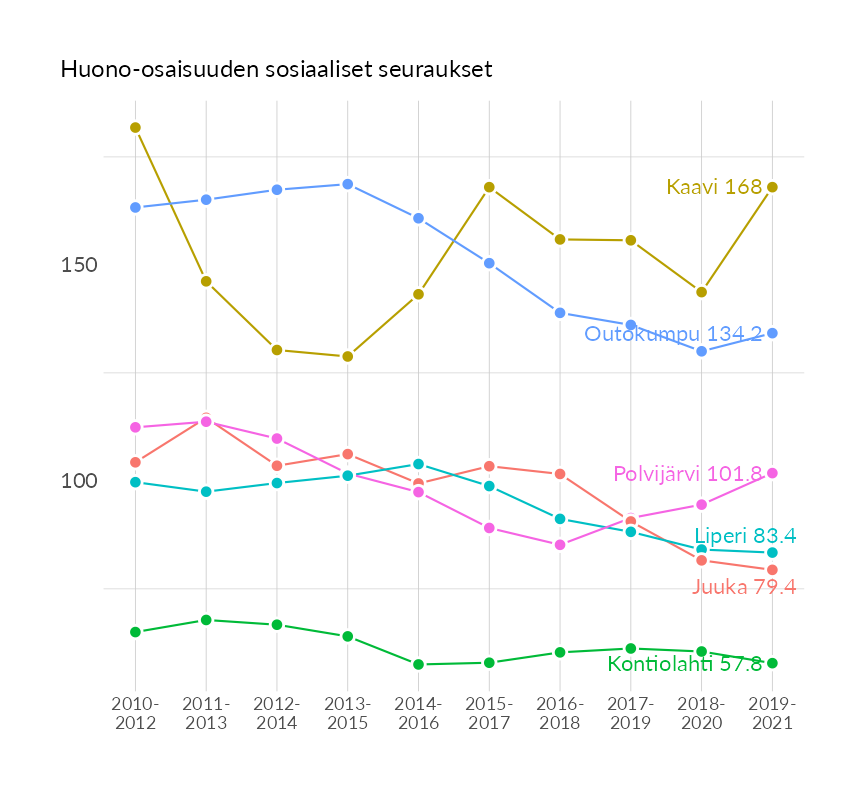 Huono-osaisuuden sosiaaliset seuraukset
Kaavi 168
150
Outokumpu 134.2
Polvijärvi 101.8
100
Liperi 83.4
Juuka 79.4
Kontiolahti 57.8
2010- 2011- 2012- 2013- 2014- 2015- 2016- 2017- 2018- 2019-
2012 2013 2014 2015 2016 2017 2018 2019 2020 2021